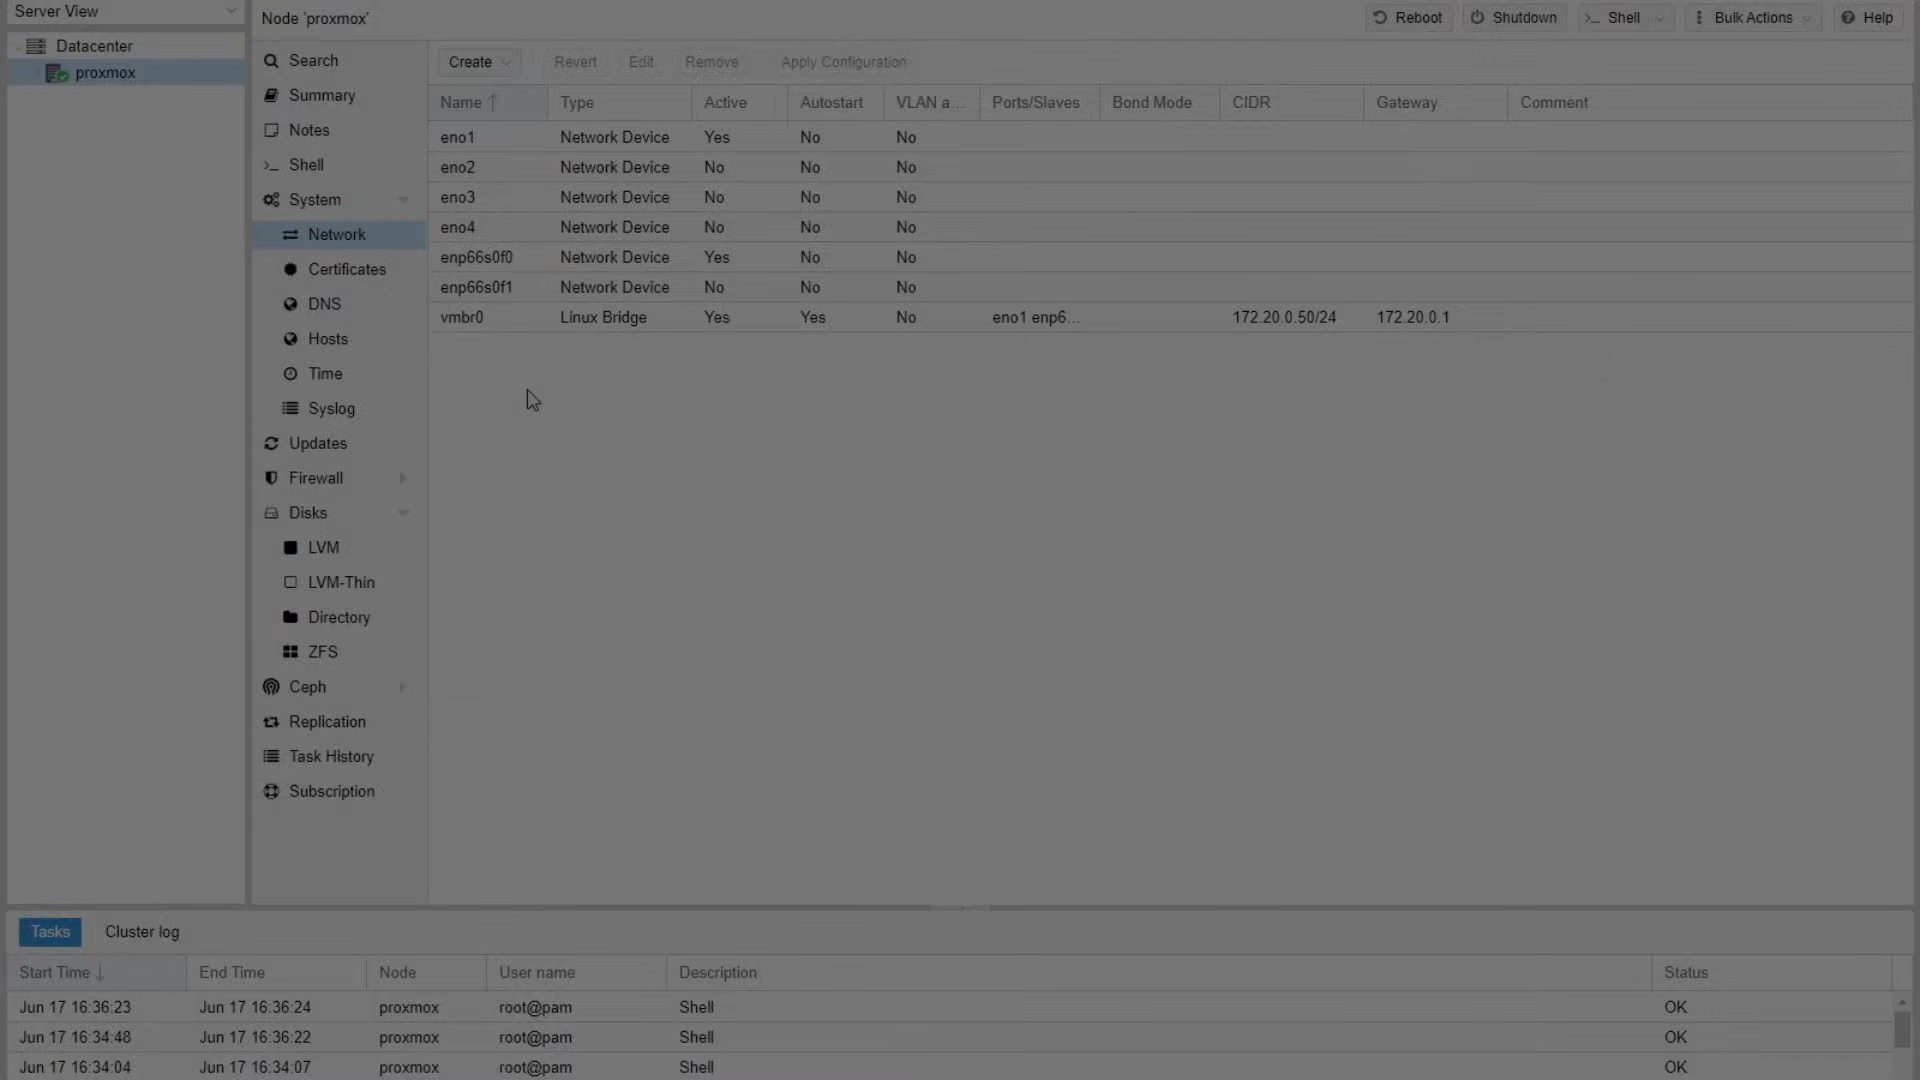 Server View
Node 'proxmox'
Reboot Shutdown Shell Bulk Actions Help
Datacenter
proxmox
Search
Summary
Notes
Shell
System
Network
Certificates
DNS
Hosts
Time
Syslog
Updates
Firewall
Disks
LVM
LVM-Thin
Directory
ZFS
Ceph
Replication
Task History
Subscription
Create Revert Edit Remove Apply Configuration
Name Type Active Autostart VLAN a... Ports/Slaves Bond Mode CIDR Gateway Comment
eno1 Network Device Yes No No
eno2 Network Device No No No
eno3 Network Device No No No
eno4 Network Device No No No
enp66s0f0 Network Device Yes No No
enp66s0f1 Network Device No No No
vmbr0 Linux Bridge Yes Yes No eno1 enp6... 172.20.0.50/24 172.20.0.1
Tasks Cluster log
Start Time End Time Node User name Description Status
Jun 17 16:36:23 Jun 17 16:36:24 proxmox root@pam Shell OK
Jun 17 16:34:48 Jun 17 16:36:22 proxmox root@pam Shell OK
Jun 17 16:34:04 Jun 17 16:34:07 proxmox root@pam Shell OK